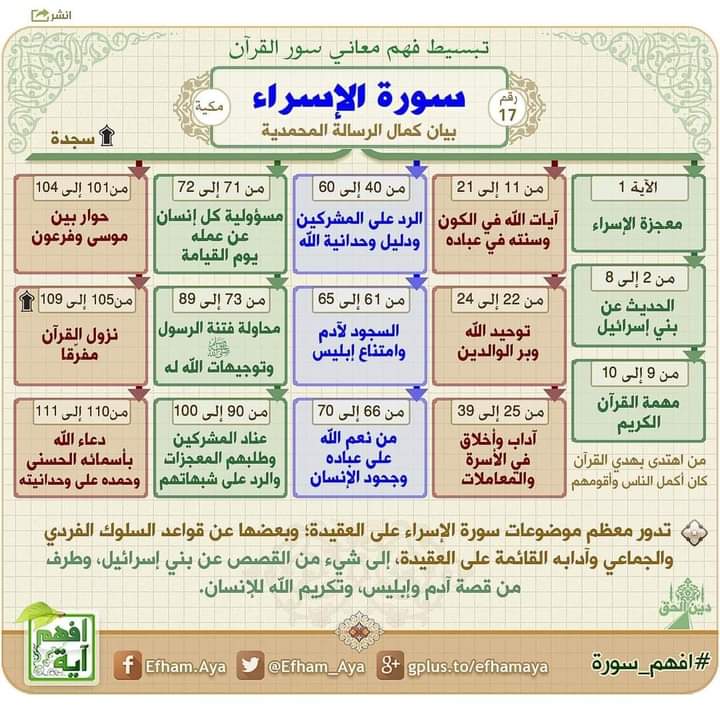 انشر
تبسيط فهم معاني سور القرآن
رقم
17
سورة الإسراء
مكية
بيان كمال الرسالة المحمدية
سجدة
الآية 1
معجزة الإسراء
من 2 إلى 8
الحديث عن
بني إسرائيل
من 9 إلى 10
مهمة القرآن
الكريم
من اهتدى بهدي القرآن
كان أكمل الناس وأقومهم
من 11 إلى 21
آيات الله في الكون
وسنته في عباده
من 22 إلى 24
توحيد الله
وبر الوالدين
من 25 إلى 39
آداب وأخلاق
في الأسرة
والمعاملات
من 40 إلى 60
الرد على المشركين
ودليل وحدانية الله
من 61 إلى 65
السجود لآدم
وامتناع إبليس
من 66 إلى 70
من نعم الله
على عباده
وجحود الإنسان
من 71 إلى 72
مسؤولية كل إنسان
عن عمله
يوم القيامة
من 73 إلى 89
محاولة فتنة الرسول
ﷺ
وتوجيهات الله له
من 90 إلى 100
عناد المشركين
وطلبهم المعجزات
والرد على شبهاتهم
من 101 إلى 104
حوار بين
موسى وفرعون
من 105 إلى 109
نزول القرآن
مفرقا
من 110 إلى 111
دعاء الله
بأسمائه الحسني
وحمده على وحدانيته
تدور معظم موضوعات سورة الإسراء على العقيدة؛ وبعضها عن قواعد السلوك الفردي
والجماعي وآدابه القائمة على العقيدة، إلى شيء من القصص عن بني إسرائيل، وطرف
من قصة آدم وإبليس، وتكريم الله للإنسان.
دين الحق
افهم
آية
Efham.Aya
@Efham_Aya
gplus.to/efhamaya
#افهم_سورة